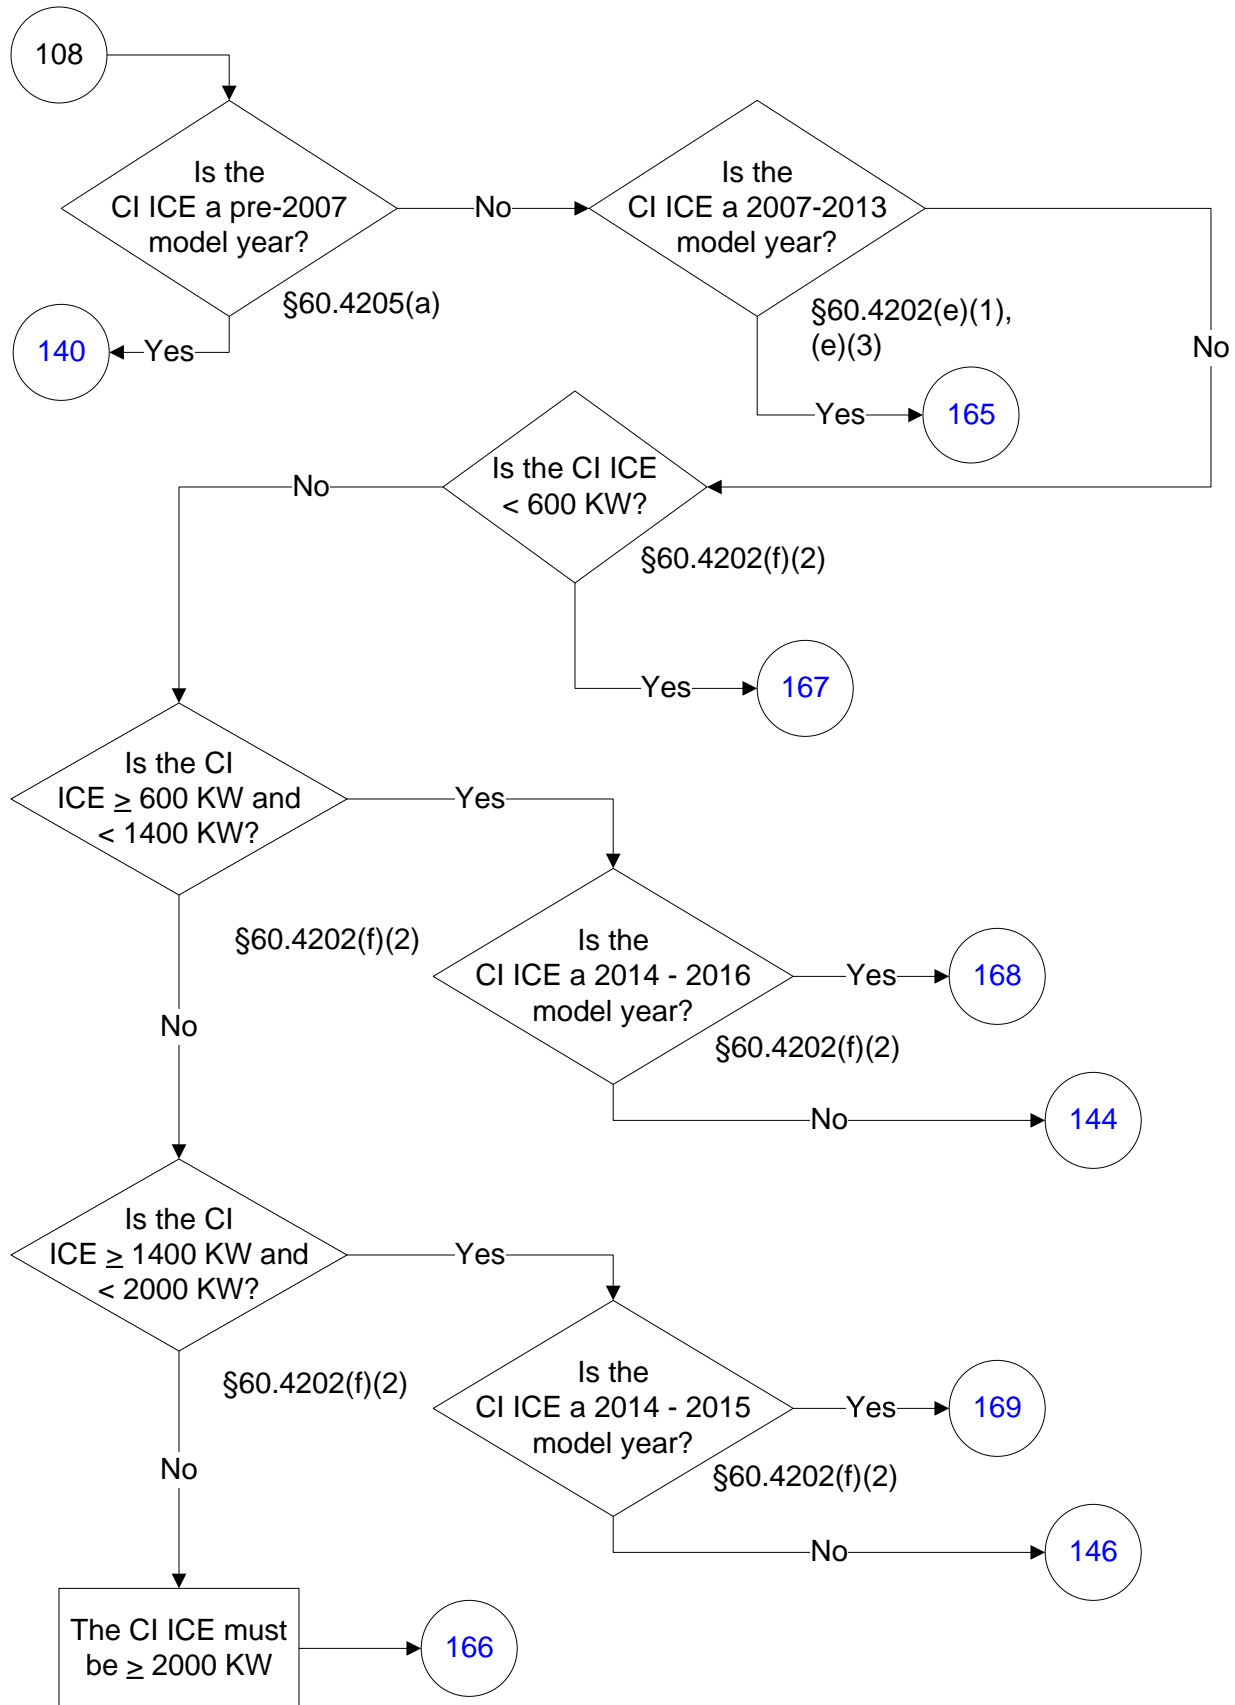 108
Is the
CI ICE a pre-2007
model year?
No
Is the
CI ICE a 2007-2013
model year?
§60.4205(a)
§60.4202(e)(1),
(e)(3)
140
Yes
No
Yes
165
Is the CI ICE
< 600 KW?
No
§60.4202(f)(2)
Yes
167
Is the CI
ICE ≥ 600 KW and
< 1400 KW?
Yes
§60.4202(f)(2)
Is the
CI ICE a 2014 - 2016
model year?
Yes
168
§60.4202(f)(2)
No
No
144
Is the CI
ICE ≥ 1400 KW and
< 2000 KW?
Yes
§60.4202(f)(2)
Is the
CI ICE a 2014 - 2015
model year?
Yes
169
§60.4202(f)(2)
No
No
146
The CI ICE must
be ≥ 2000 KW
166